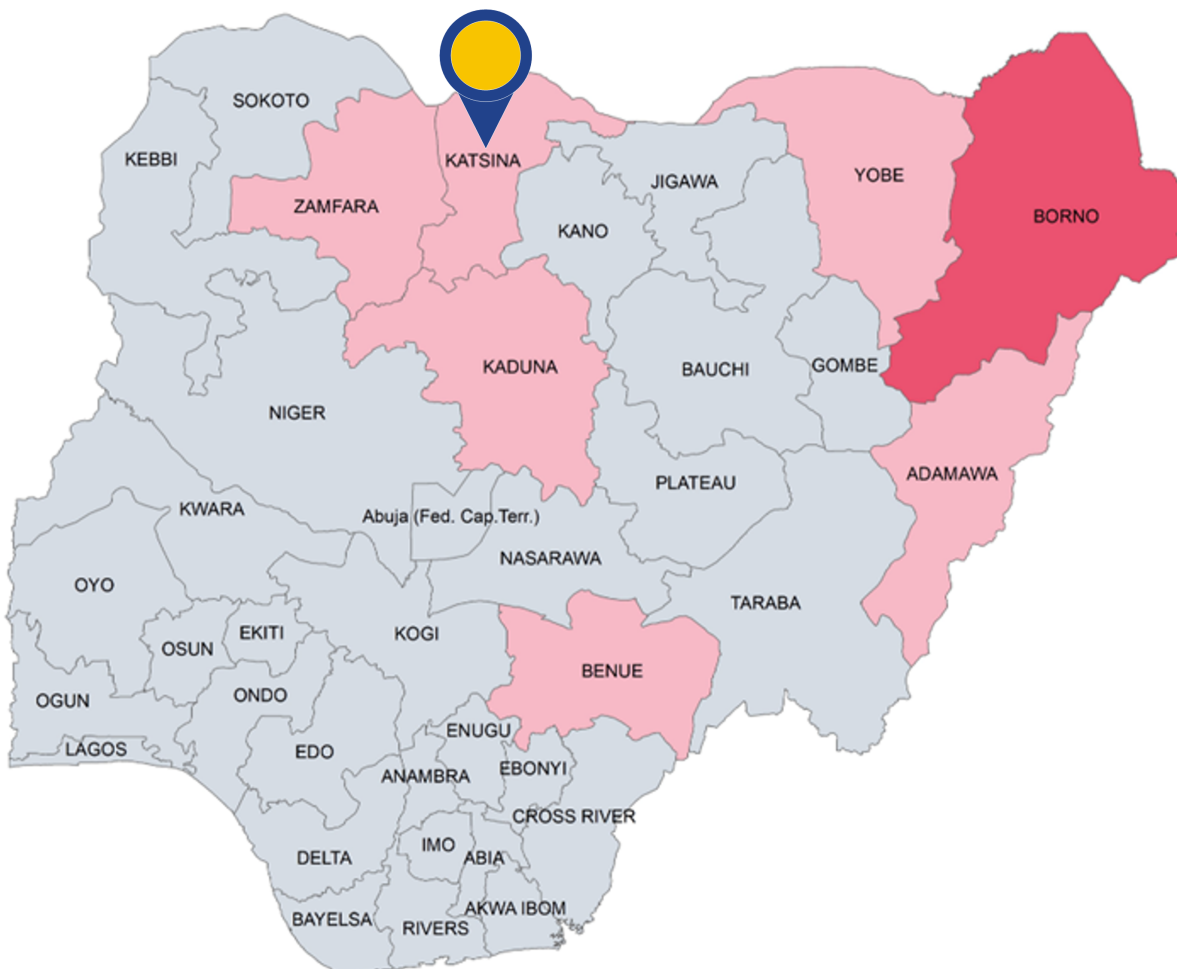 SOKOTO
KEBBI
KATSINA
ZAMFARA
JIGAWA
YOBE
KANO
BORNO
KADUNA
BAUCHI
GOMBE
NIGER
ADAMAWA
PLATEAU
KWARA
Abuja (Fed. Cap.Terr.)
NASARAWA
OYO
TARABA
EKITI
KOGI
OSUN
BENUE
OGUN
ONDO
ENUGU
LAGOS
EDO
EBONYI
ANAMBRA
CROSS RIVER
IMO
DELTA
ABIA
AKWA IBOM
BAYELSA
RIVERS